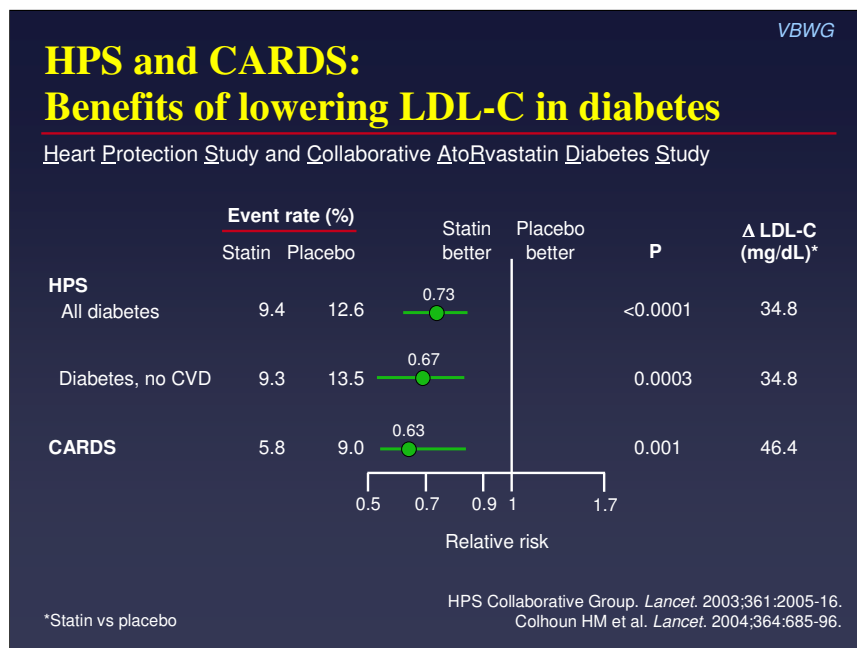 VBWG
HPS and CARDS:
Benefits of lowering LDL-C in diabetes
Heart Protection Study and Collaborative AtoRvastatin Diabetes Study
Event rate (%)
Statin Placebo
Statin better
Placebo better
P
Δ LDL-C (mg/dL)*
HPS
All diabetes 9.4 12.6 0.73 <0.0001 34.8
Diabetes, no CVD 9.3 13.5 0.67 0.0003 34.8
CARDS 5.8 9.0 0.63 0.001 46.4
0.5 0.7 0.9 1 1.7
Relative risk
*Statin vs placebo
HPS Collaborative Group. Lancet. 2003;361:2005-16.
Colhoun HM et al. Lancet. 2004;364:685-96.